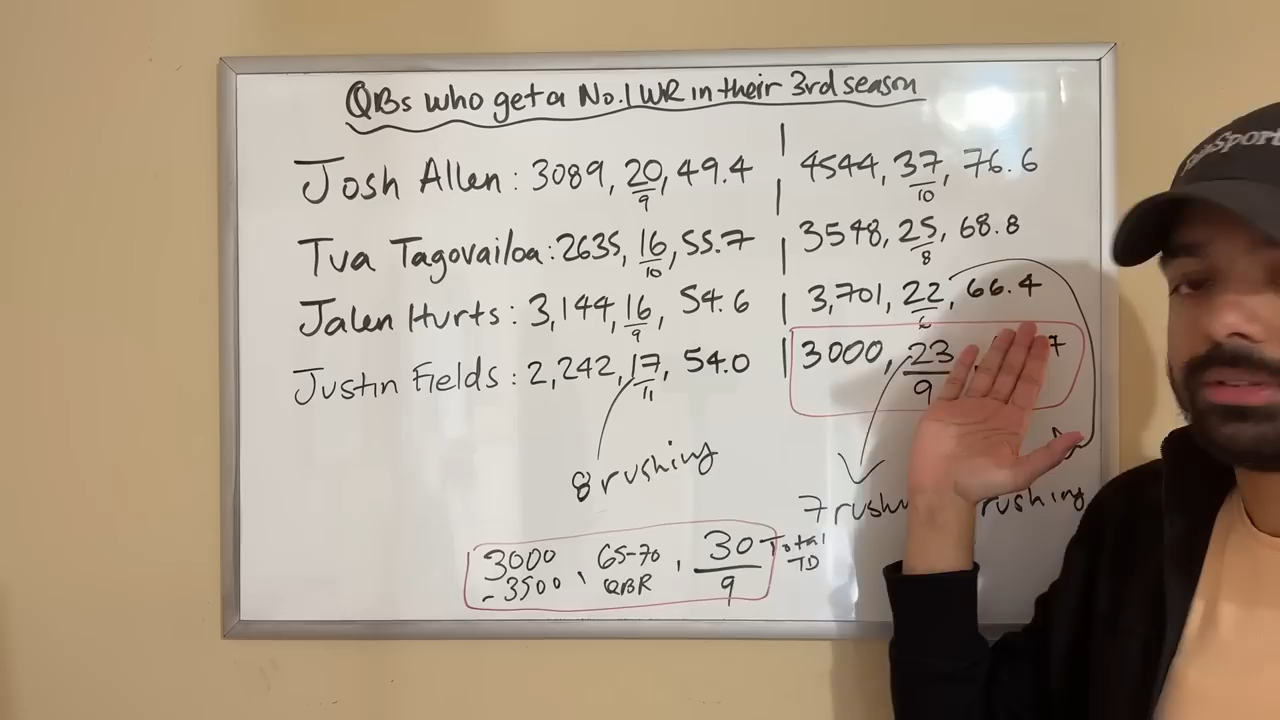 QBs who get a No.1 WR in their 3rd season
Josh Allen: 3089, 20/9, 49.4 | 4544, 37/10, 76.6
Tua Tagovailoa: 2635, 16/10, 55.7 | 3548, 25/8, 68.8
Jalen Hurts: 3,144, 16/9, 54.6 | 3,701, 22/6, 66.4
Justin Fields: 2,242, 17/11, 54.0 | 3000, 23/9, 7
8 rushing
7 rush rushing
3000 - 3500, 65-70 QBR, 30/9 Total TD